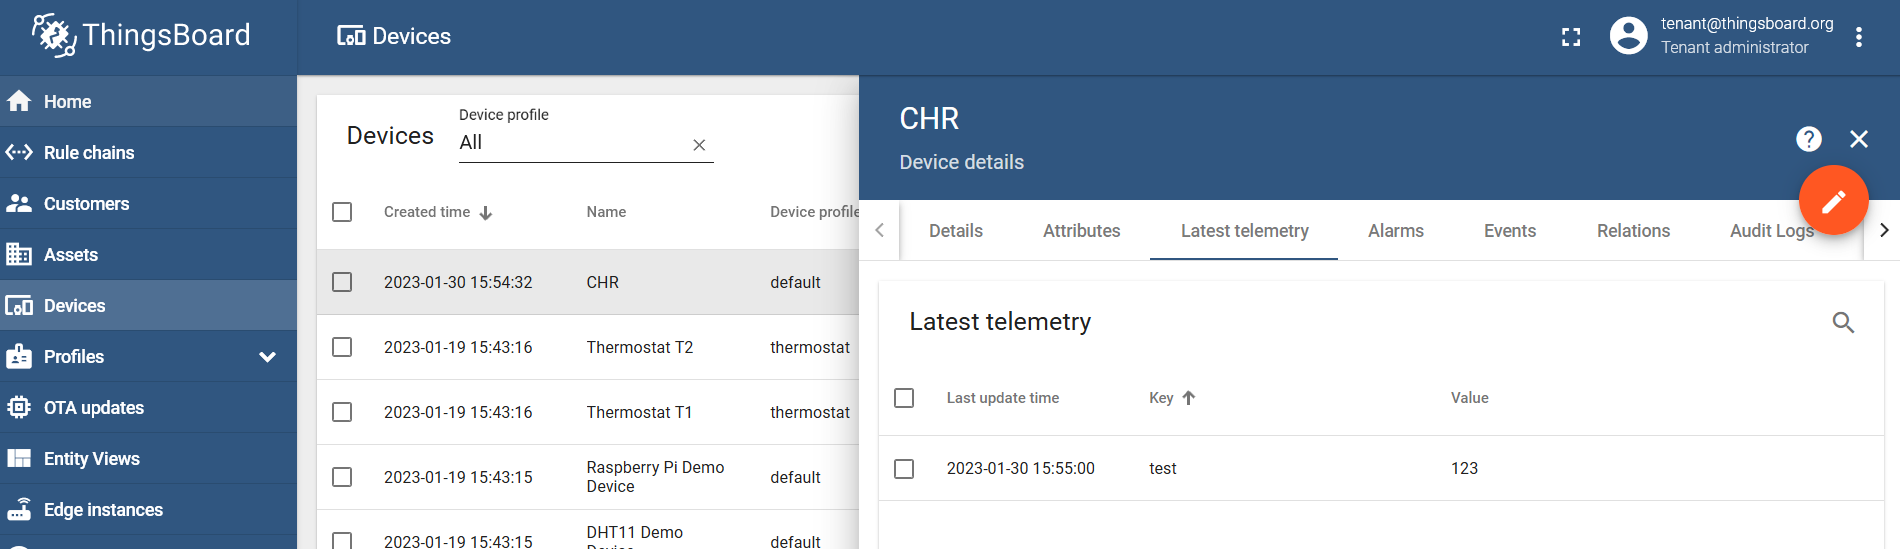 ThingsBoard
Devices
tenant@thingsboard.org
Tenant administrator
Home
Rule chains
Customers
Assets
Devices
Profiles
OTA updates
Entity Views
Edge instances
Devices
Device profile
All
Created time
Name
Device profile
2023-01-30 15:54:32
CHR
default
2023-01-19 15:43:16
Thermostat T2
thermostat
2023-01-19 15:43:16
Thermostat T1
thermostat
2023-01-19 15:43:15
Raspberry Pi Demo
Device
default
2023-01-19 15:43:15
DHT11 Demo
default
CHR
Device details
Details
Attributes
Latest telemetry
Alarms
Events
Relations
Audit Logs
Latest telemetry
Last update time
Key
Value
2023-01-30 15:55:00
test
123